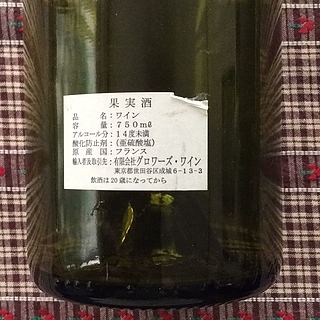 果実酒
品名：ワイン
容量：750mℓ
アルコール分：14度未満
酸化防止剤：（亜硫酸塩）
原産国：フランス
輸入者及取引先：有限会社グロワーズ・ワイン
東京都世田谷区成城6-13-3
飲酒は20歳になってから